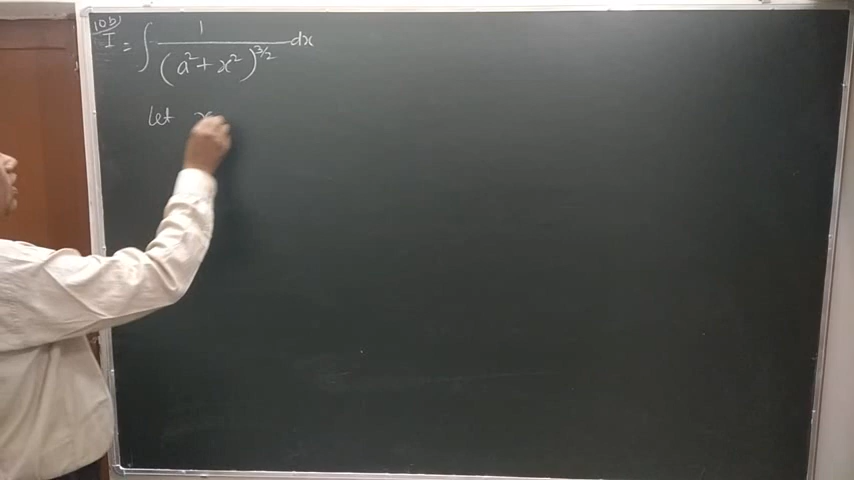 10b)
I = ∫ 1/(a² + x²)^3/2 dx
let x